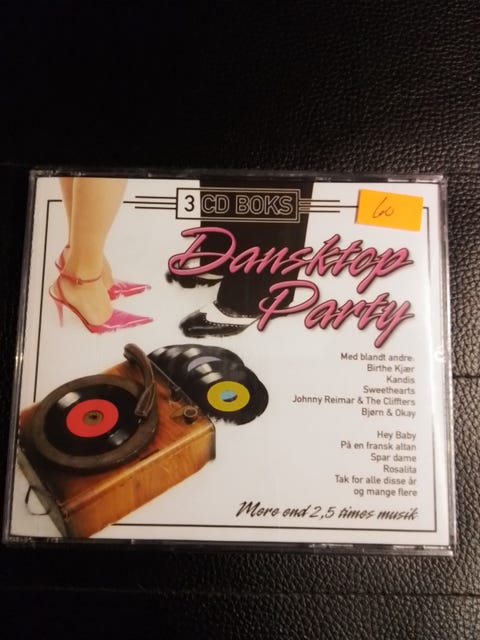 3 CD BOKS
60
Dansktop
Party
Med blandt andre:
Birthe Kjær
Kandis
Sweethearts
Johnny Reimar & The Clifters
Bjørn & Okay
Hey Baby
På en fransk altan
Spar dame
Rosalita
Tak for alle disse år
og mange flere
Mere end 2,5 times musik